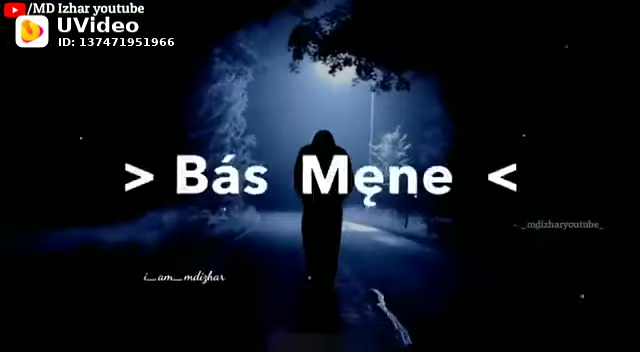 /MD Izhar youtube
UVideo
ID: 137471951966
> Bás Męne <
_mdizharyoutube_
i_am_mdizhar